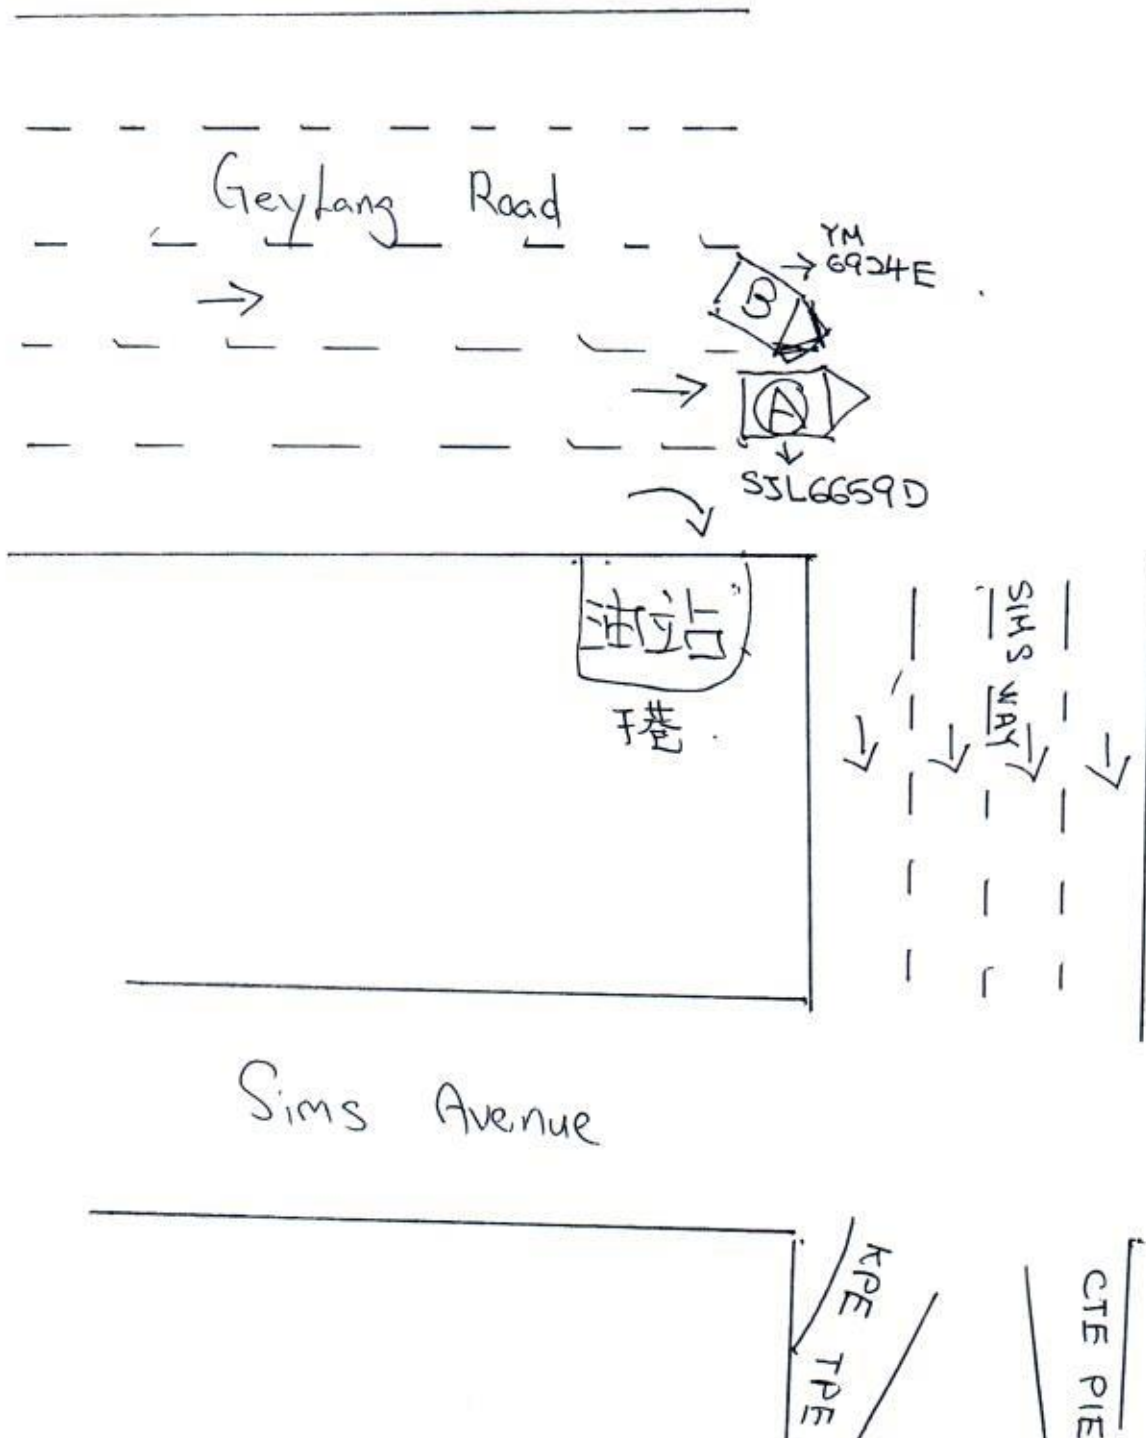 Geylang Road
YM
6924E
B
A
SJL6659D
油站
SIMS WAY
Sims Avenue
KPE TPE
CTE PIE